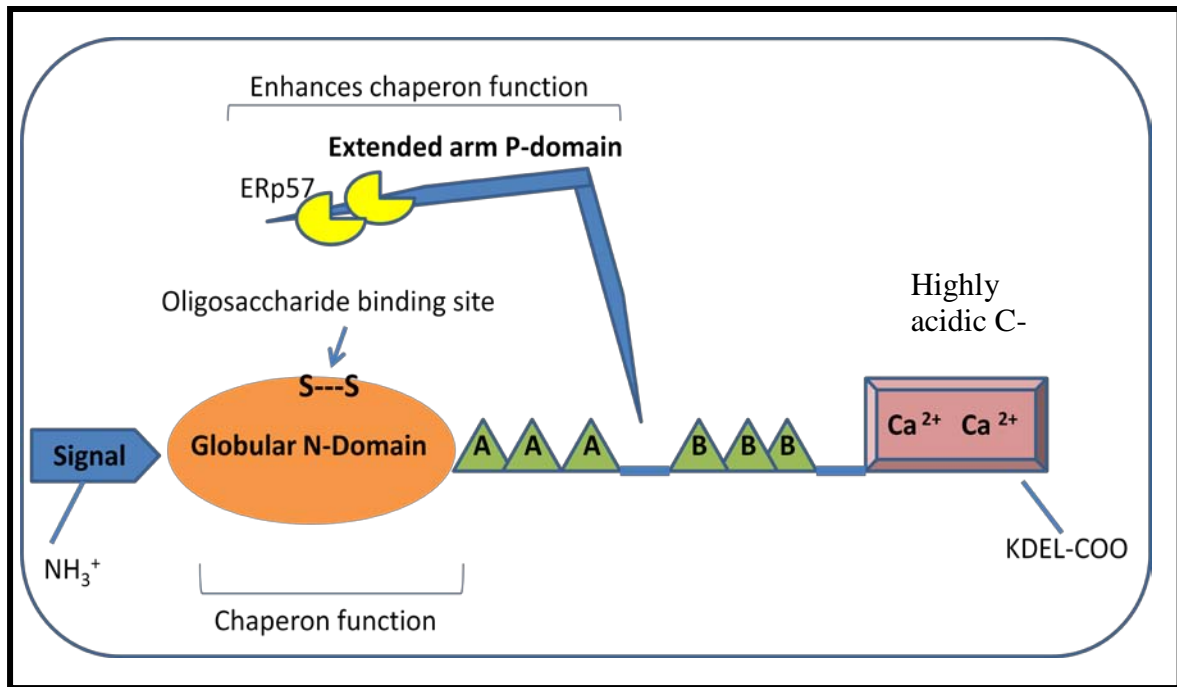 Enhances chaperon function
Extended arm P-domain
ERp57
Oligosaccharide binding site
Highly
acidic C-
S---S
Globular N-Domain
Signal
A A A
B B B
Ca 2+ Ca 2+
NH3+
KDEL-COO
Chaperon function